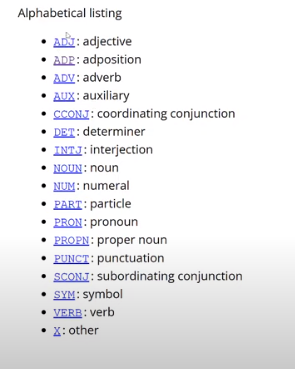 Alphabetical listing
ADJ: adjective
ADP: adposition
ADV: adverb
AUX: auxiliary
CCONJ: coordinating conjunction
DET: determiner
INTJ: interjection
NOUN: noun
NUM: numeral
PART: particle
PRON: pronoun
PROPN: proper noun
PUNCT: punctuation
SCONJ: subordinating conjunction
SYM: symbol
VERB: verb
X: other